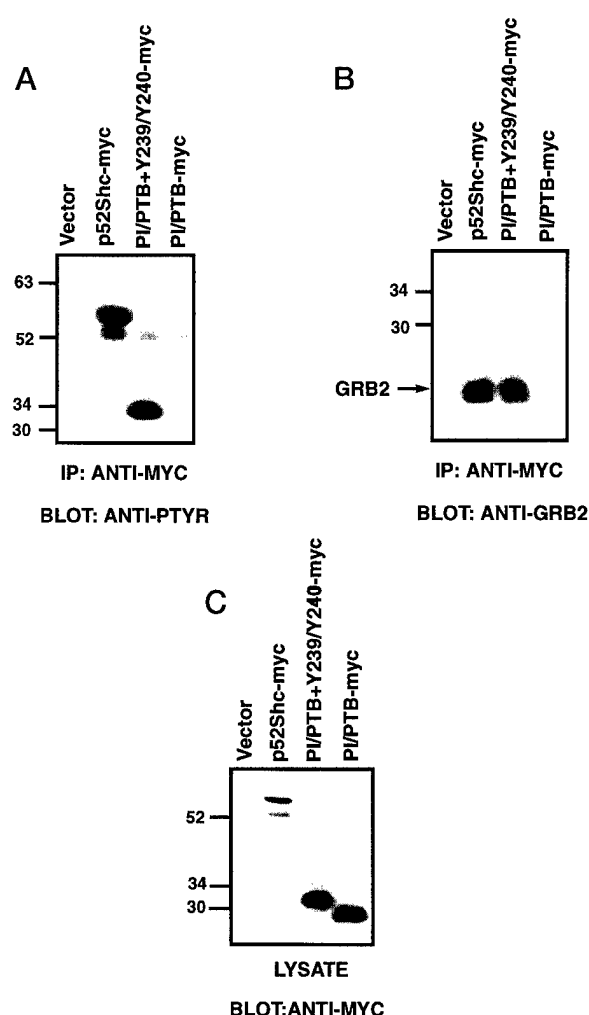 A
Vector
p52Shc-myc
PI/PTB+Y239/Y240-myc
PI/PTB-myc
63
52
34
30
IP: ANTI-MYC
BLOT: ANTI-PTYR
B
Vector
p52Shc-myc
PI/PTB+Y239/Y240-myc
PI/PTB-myc
34
30
GRB2
IP: ANTI-MYC
BLOT: ANTI-GRB2
C
Vector
p52Shc-myc
PI/PTB+Y239/Y240-myc
PI/PTB-myc
52
34
30
LYSATE
BLOT:ANTI-MYC